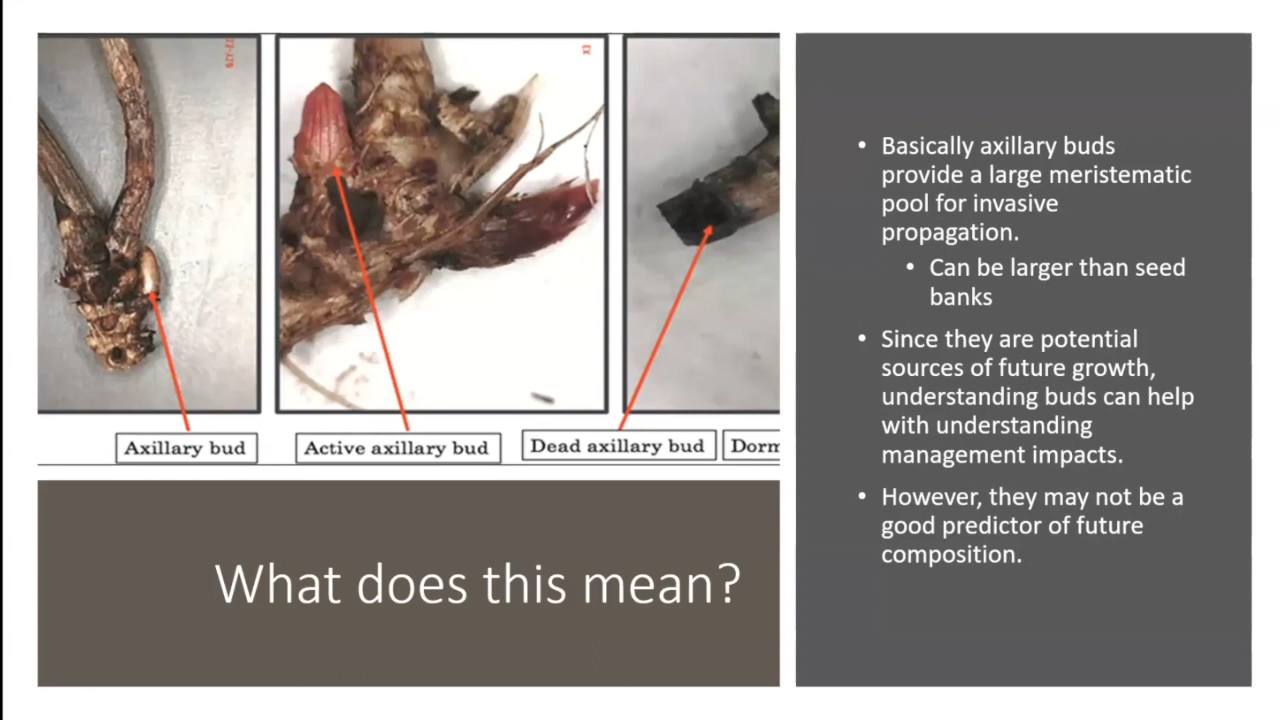 Axillary bud
Active axillary bud
Dead axillary bud
Dorm
What does this mean?
• Basically axillary buds
provide a large meristematic
pool for invasive
propagation.
• Can be larger than seed
banks
• Since they are potential
sources of future growth,
understanding buds can help
with understanding
management impacts.
• However, they may not be a
good predictor of future
composition.